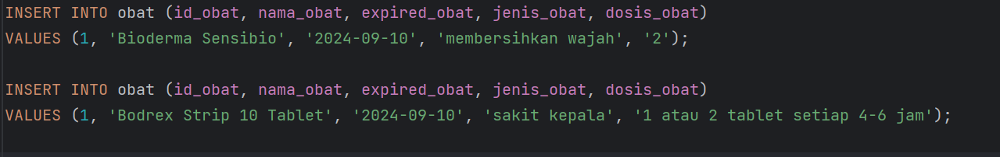 INSERT INTO obat (id_obat, nama_obat, expired_obat, jenis_obat, dosis_obat)
VALUES (1, 'Bioderma Sensibio', '2024-09-10', 'membersihkan wajah', '2');
INSERT INTO obat (id_obat, nama_obat, expired_obat, jenis_obat, dosis_obat)
VALUES (1, 'Bodrex Strip 10 Tablet', '2024-09-10', 'sakit kepala', '1 atau 2 tablet setiap 4-6 jam');